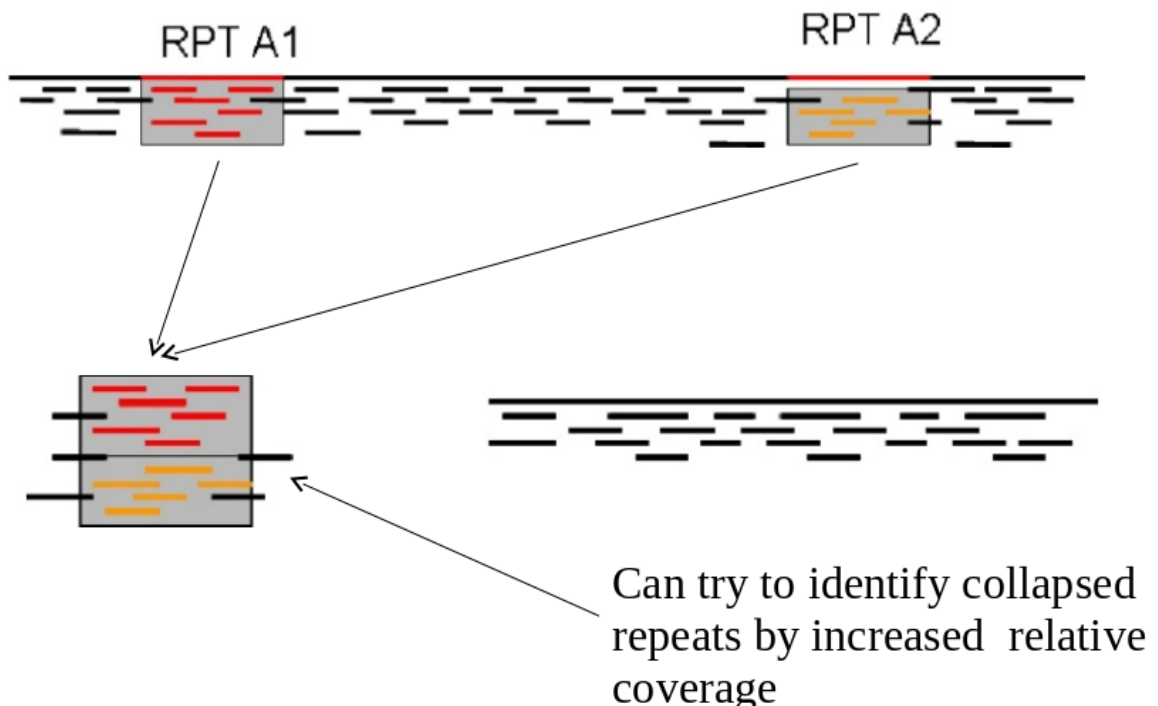 RPT A1
RPT A2
Can try to identify collapsed
repeats by increased  relative
coverage